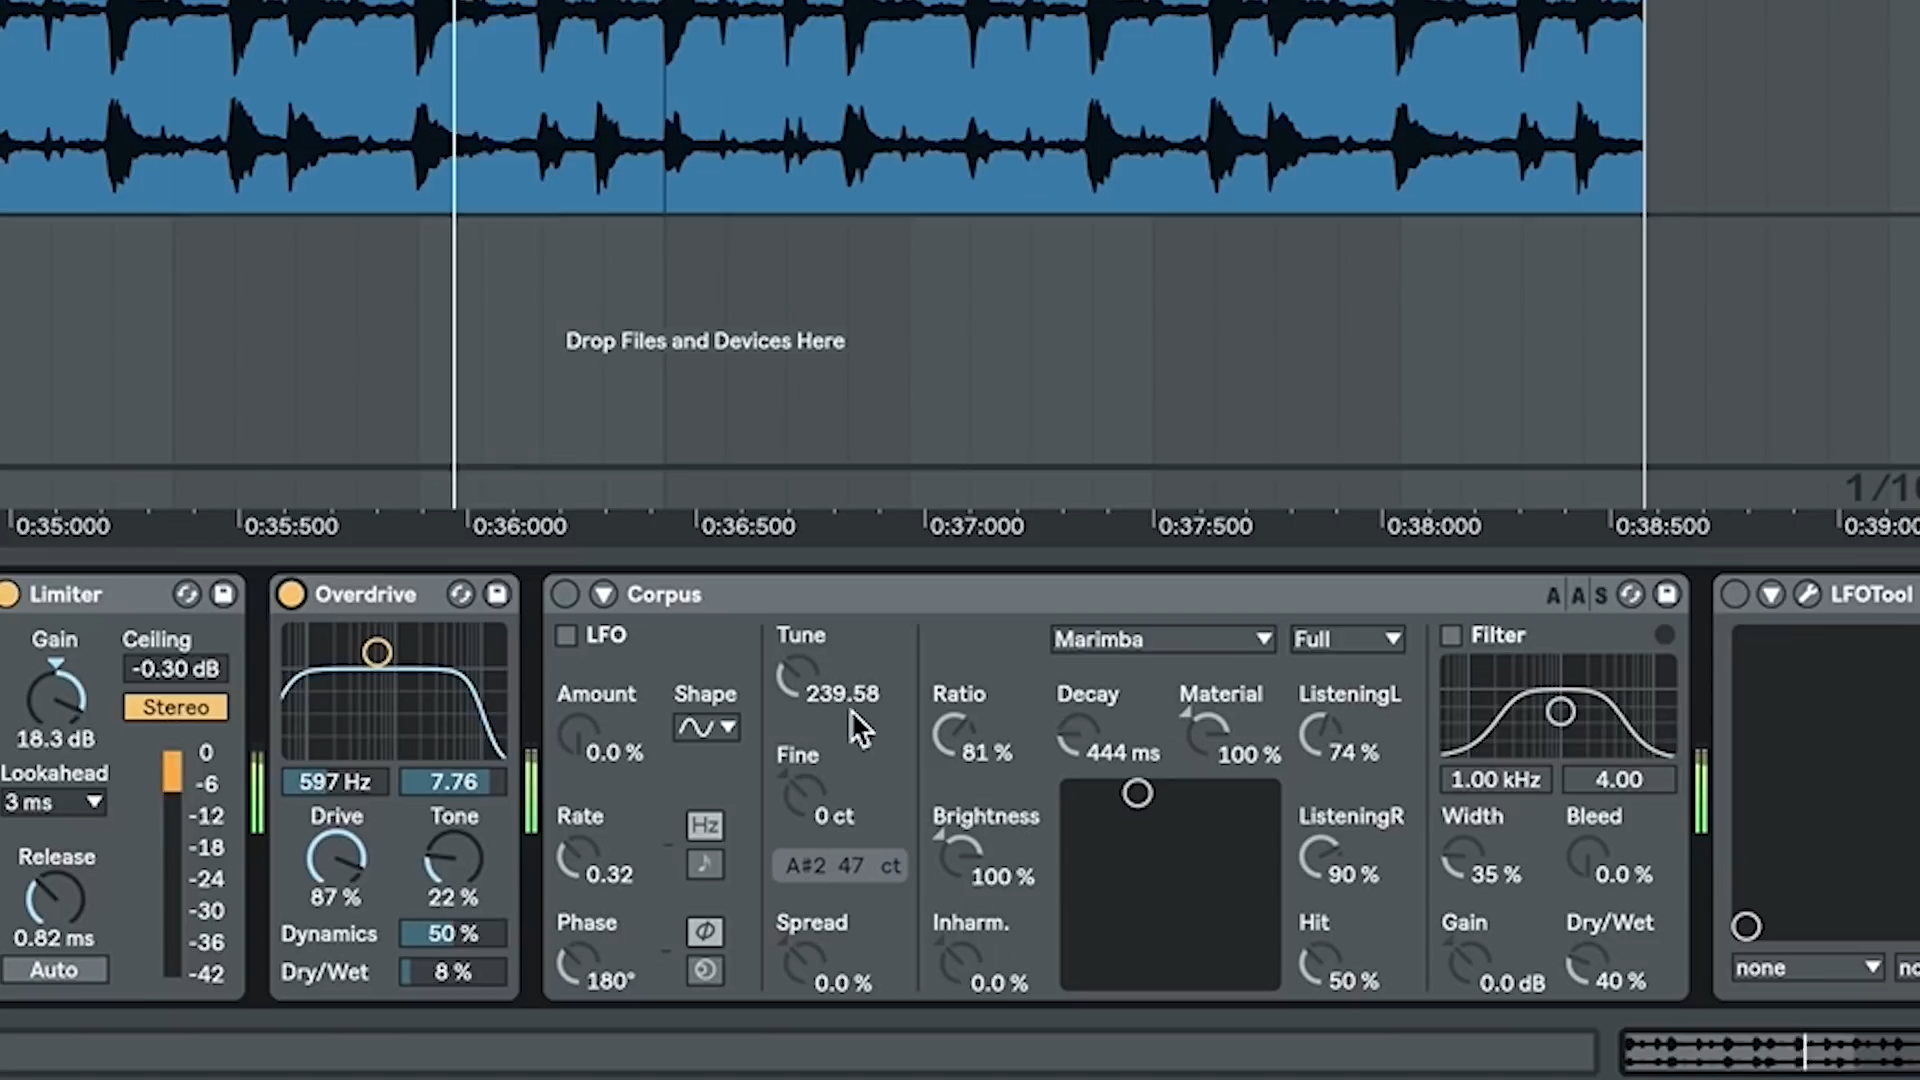 Drop Files and Devices Here
0:35:000 0:35:500 0:36:000 0:36:500 0:37:000 0:37:500 0:38:000 0:38:500
Limiter
Gain
18.3 dB
Ceiling
-0.30 dB
Stereo
Lookahead
3 ms
Release
0.82 ms
Auto
0
-6
-12
-18
-24
-30
-36
-42
Overdrive
597 Hz 7.76
Drive Tone
87 % 22 %
Dynamics 50 %
Dry/Wet 8 %
Corpus
AAS
LFO
Amount Shape
0.0 %
Rate Hz
0.32
Phase
180°
Tune
239.58
Fine
0 ct
A#2 47 ct
Spread
0.0 %
Marimba Full
Ratio Decay Material ListeningL
81 % 444 ms 100 % 74 %
Brightness ListeningR
100 % 90 %
Inharm. Hit
0.0 % 50 %
Filter
1.00 kHz 4.00
Width Bleed
35 % 0.0 %
Gain Dry/Wet
0.0 dB 40 %
LFOTool
none